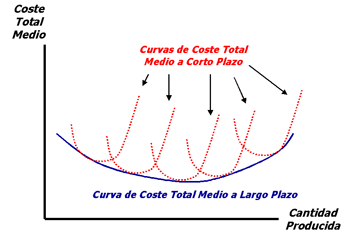 Coste
Total
Medio
Curvas de Coste Total
Medio a Corto Plazo
Curva de Coste Total Medio a Largo Plazo
Cantidad
Producida